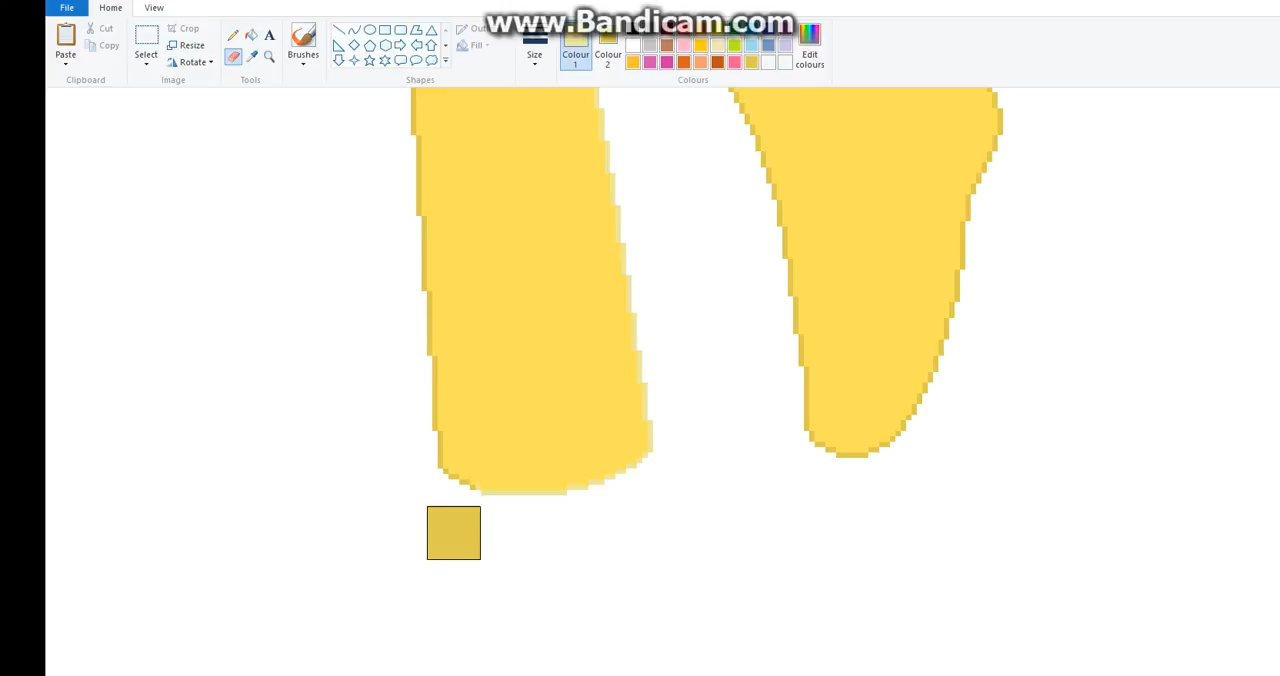 File Home View
www.Bandicam.com
Paste
Cut
Copy
Clipboard
Select
Crop
Resize
Rotate
Image
A
Tools
Brushes
Shapes
Fill
Size
Colour
1
Colour
2
Edit
colours
Colours